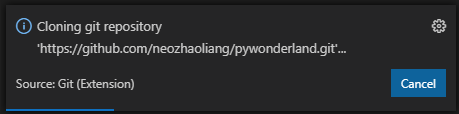 Cloning git repository
'https://github.com/neozhaoliang/pywonderland.git'...
Source: Git (Extension)
Cancel